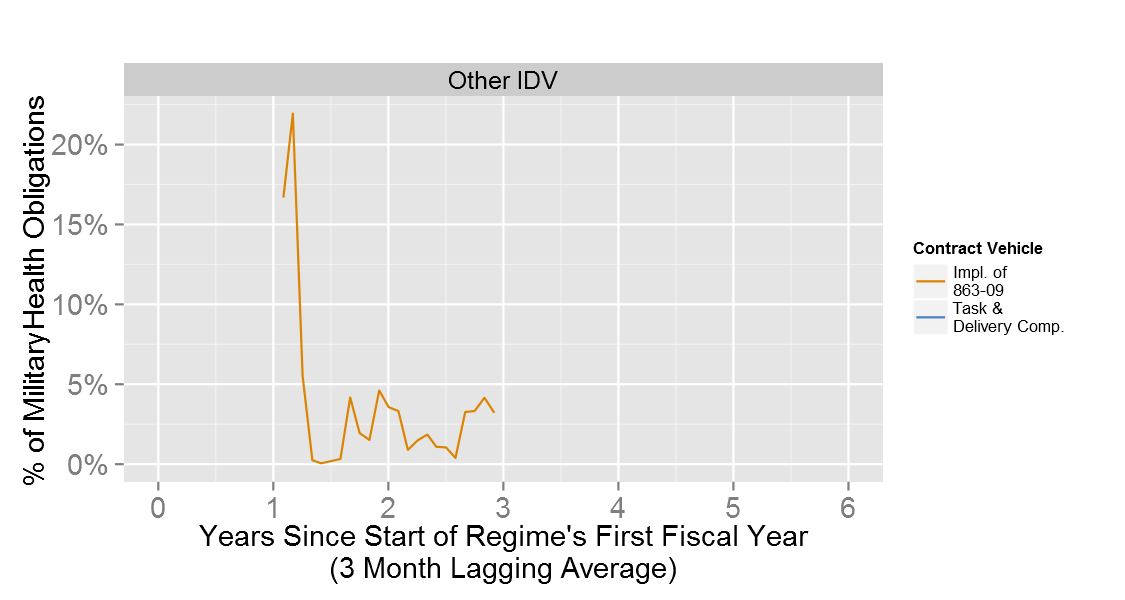 Other IDV
% of MilitaryHealth Obligations
20%
15%
10%
5%
0%
0 1 2 3 4 5 6
Years Since Start of Regime's First Fiscal Year
(3 Month Lagging Average)
Contract Vehicle
Impl. of
863-09
Task &
Delivery Comp.